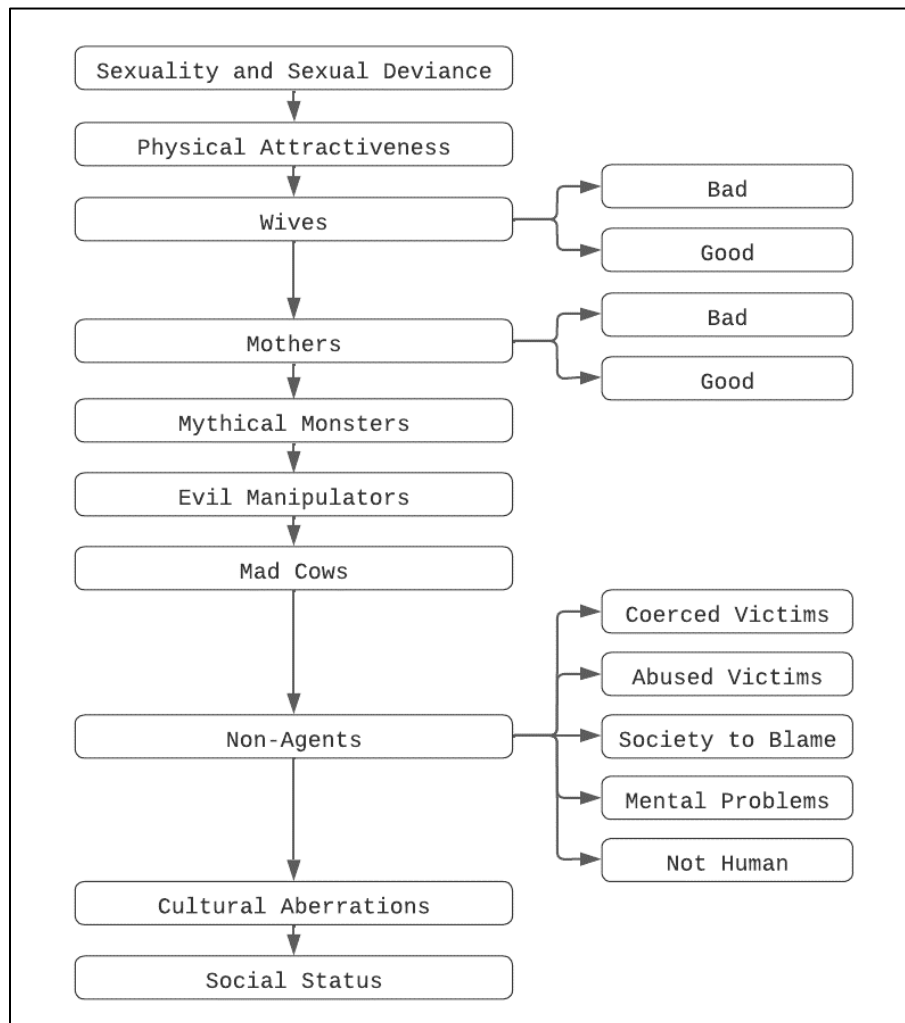 Sexuality and Sexual Deviance
Physical Attractiveness
Wives
Bad
Good
Mothers
Bad
Good
Mythical Monsters
Evil Manipulators
Mad Cows
Non-Agents
Coerced Victims
Abused Victims
Society to Blame
Mental Problems
Not Human
Cultural Aberrations
Social Status